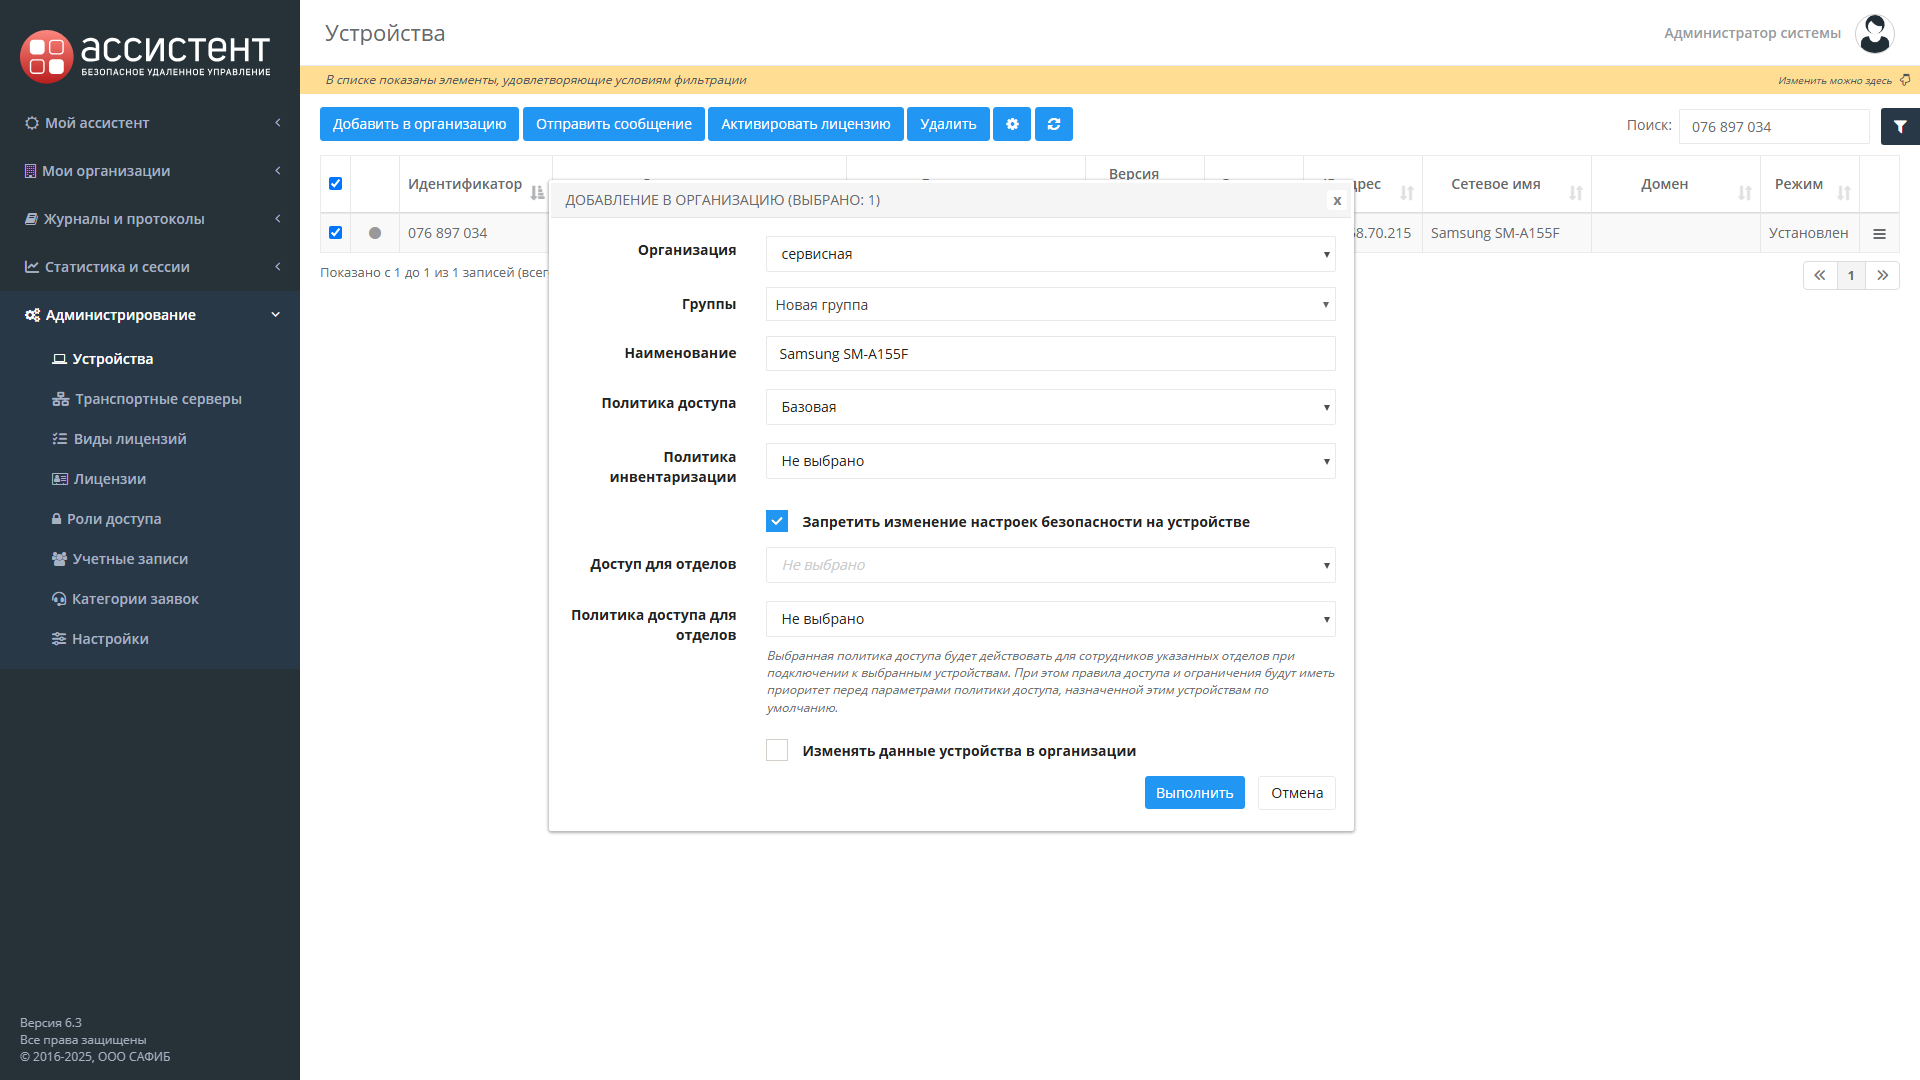 ассистент
БЕЗОПАСНОЕ УДАЛЕННОЕ УПРАВЛЕНИЕ
Мой ассистент
Мои организации
Журналы и протоколы
Статистика и сессии
Администрирование
Устройства
Транспортные серверы
Виды лицензий
Лицензии
Роли доступа
Учетные записи
Категории заявок
Настройки
Версия 6.3
Все права защищены
© 2016-2025, ООО САФИБ
Устройства
Администратор системы
В списке показаны элементы, удовлетворяющие условиям фильтрации
Изменить можно здесь
Добавить в организацию
Отправить сообщение
Активировать лицензию
Удалить
Поиск:
076 897 034
Идентификатор
Версия
Сетевое имя
Домен
Режим
076 897 034
8.70.215
Samsung SM-A155F
Установлен
Показано с 1 до 1 из 1 записей
1
ДОБАВЛЕНИЕ В ОРГАНИЗАЦИЮ (ВЫБРАНО: 1)
x
Организация
сервисная
Группы
Новая группа
Наименование
Samsung SM-A155F
Политика доступа
Базовая
Политика
инвентаризации
Не выбрано
Запретить изменение настроек безопасности на устройстве
Доступ для отделов
Не выбрано
Политика доступа для
отделов
Не выбрано
Выбранная политика доступа будет действовать для сотрудников указанных отделов при
подключении к выбранным устройствам. При этом правила доступа и ограничения будут иметь
приоритет перед параметрами политики доступа, назначенной этим устройствам по
умолчанию.
Изменять данные устройства в организации
Выполнить
Отмена